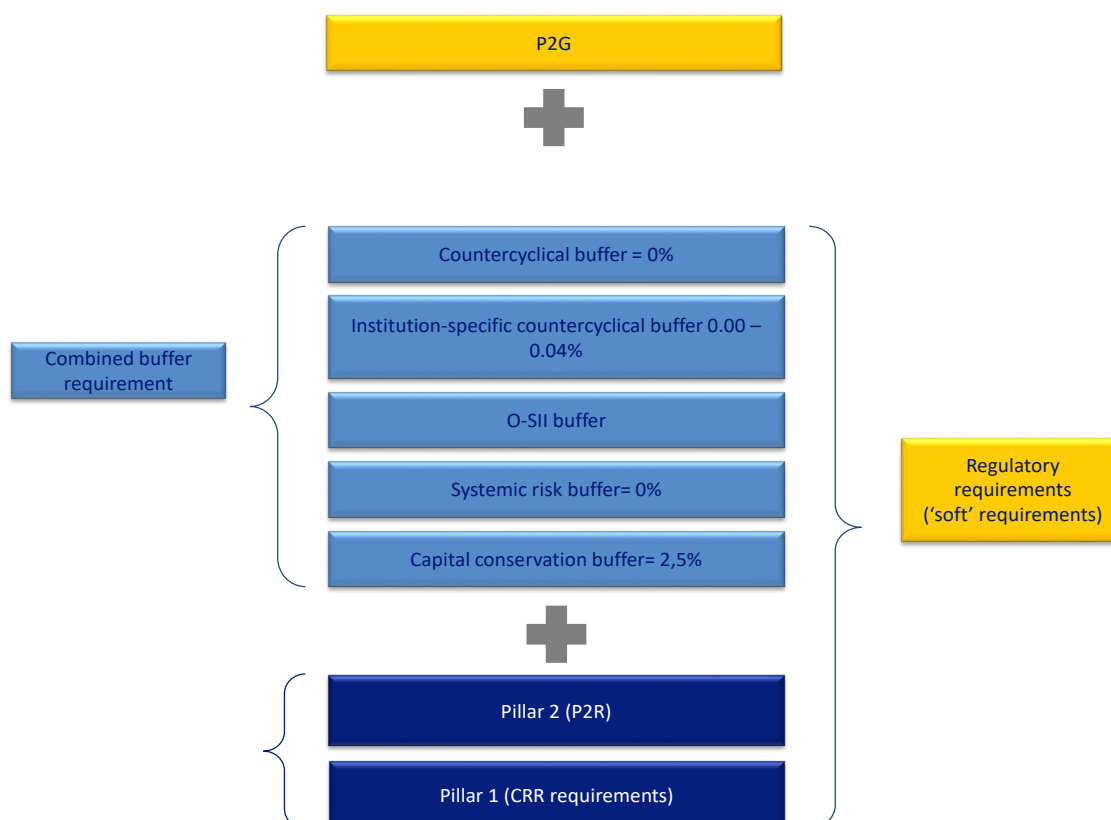 P2G
Countercyclical buffer = 0%
Institution-specific countercyclical buffer 0.00 –
0.04%
Combined buffer
requirement
O-SII buffer
Systemic risk buffer= 0%
Capital conservation buffer= 2,5%
Regulatory
requirements
(‘soft’ requirements)
Pillar 2 (P2R)
Pillar 1 (CRR requirements)